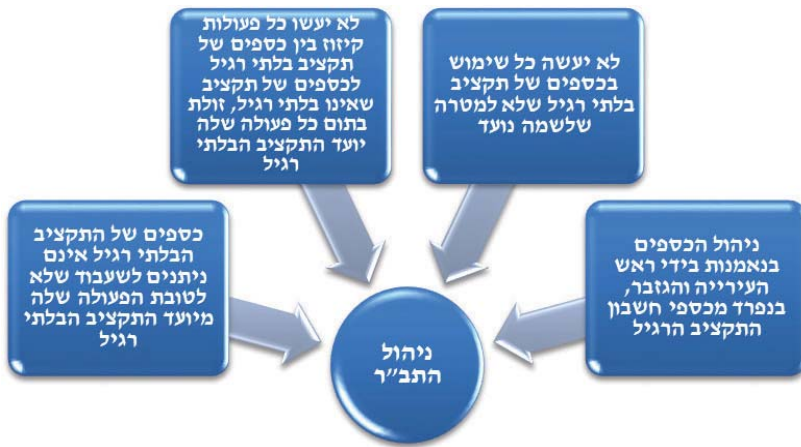 ניהול הכספים
בנאמנות בידי ראש
העירייה והגזבר,
בנפרד מכספי חשבון
התקציב הרגיל
לא יעשה כל שימוש
בכספים של תקציב
בלתי רגיל שלא למטרה
שלשמה נועד
לא יעשו כל פעולות
קיזוז בין כספים של
תקציב בלתי רגיל
לכספים של תקציב
שאינו בלתי רגיל, זולת
בתום כל פעולה שלה
יועד התקציב הבלתי
רגיל
כספים של התקציב
הבלתי רגיל אינם
ניתנים לשעבוד שלא
לטובת הפעולה שלה
מיועד התקציב הבלתי
רגיל
ניהול
התב"ר